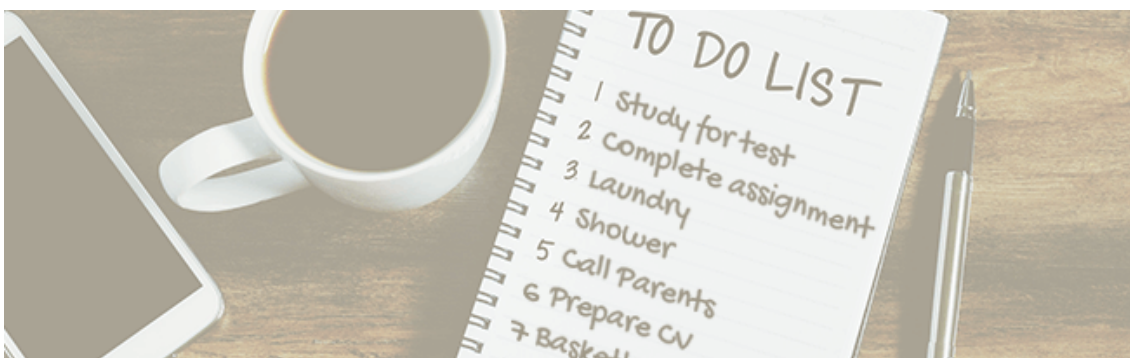 TO DO LIST
1 Study for test
2 Complete assignment
3 Laundry
4 Shower
5 Call Parents
6 Prepare CV
7